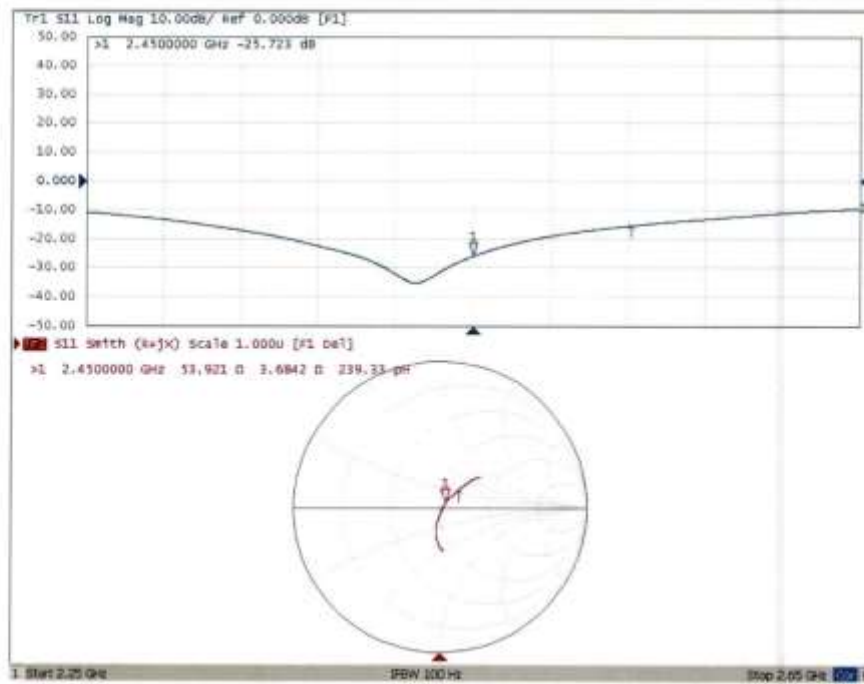 Tr1 S11 Log Mag 10.00dB/ Ref 0.000dB [F1]
50.00
>1 2.4500000 GHz -25.723 dB
40.00
30.00
20.00
10.00
0.000
-10.00
-20.00
-30.00
-40.00
-50.00
1
S11 Smith (R+jX) Scale 1.000U [F1 Del]
>1 2.4500000 GHz 53.921 Ω 3.6842 Ω 239.33 pH
1
1 Start 2.25 GHz IFBW 100 Hz Stop 2.65 GHz